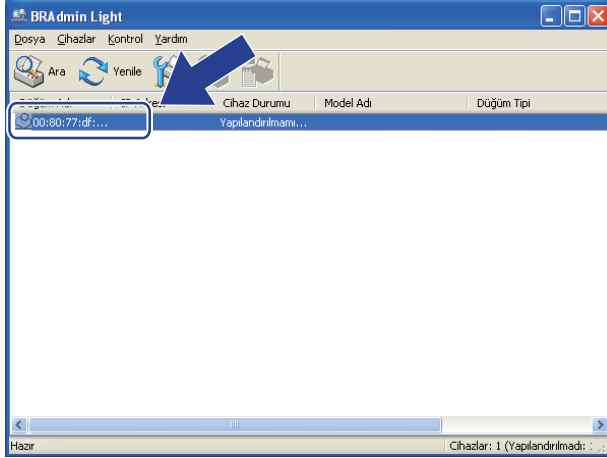 BRAdmin Light
Dosya Cihazlar Kontrol Yardım
Ara Yenile
Cihaz Durumu Model Adı Düğüm Tipi
00:80:77:df:... Yapılandırılmamı...
Hazır Cihazlar: 1 (Yapılandırılmadı: